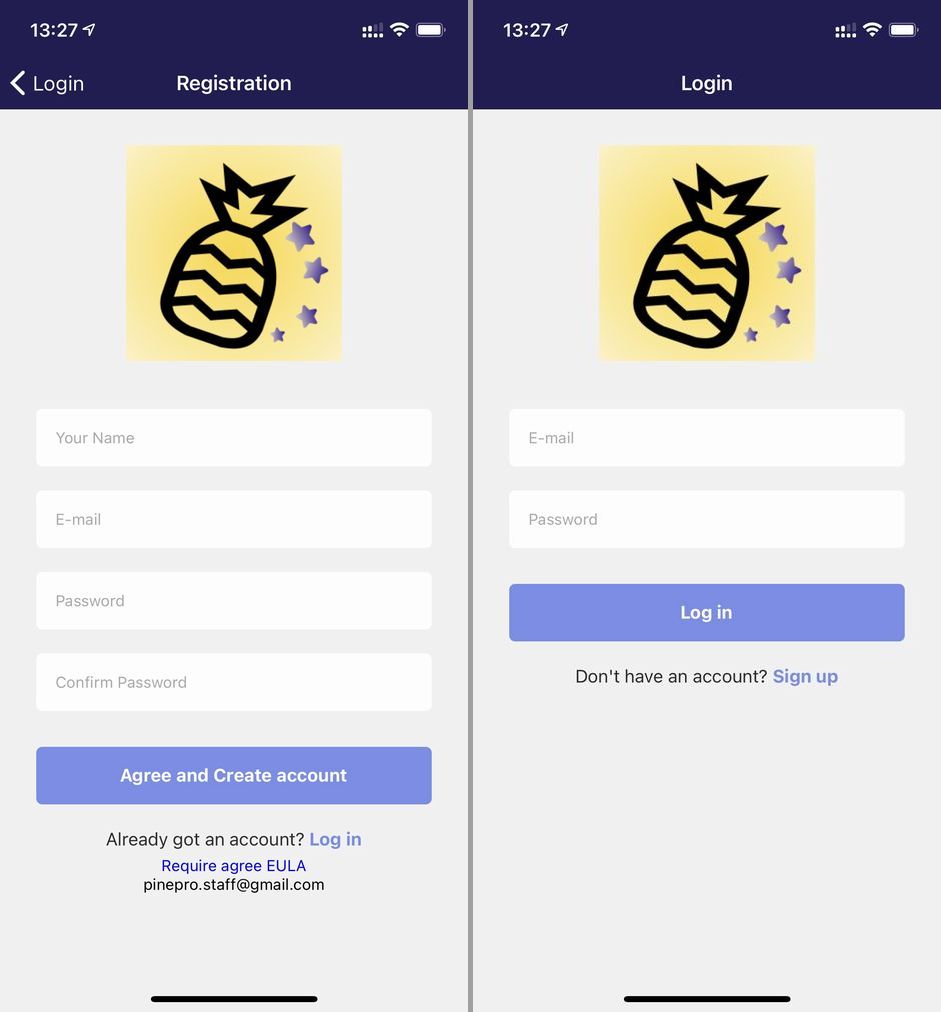 13:27
Login
Registration
Your Name
E-mail
Password
Confirm Password
Agree and Create account
Already got an account? Log in
Require agree EULA
pinepro.staff@gmail.com
13:27
Login
E-mail
Password
Log in
Don't have an account? Sign up